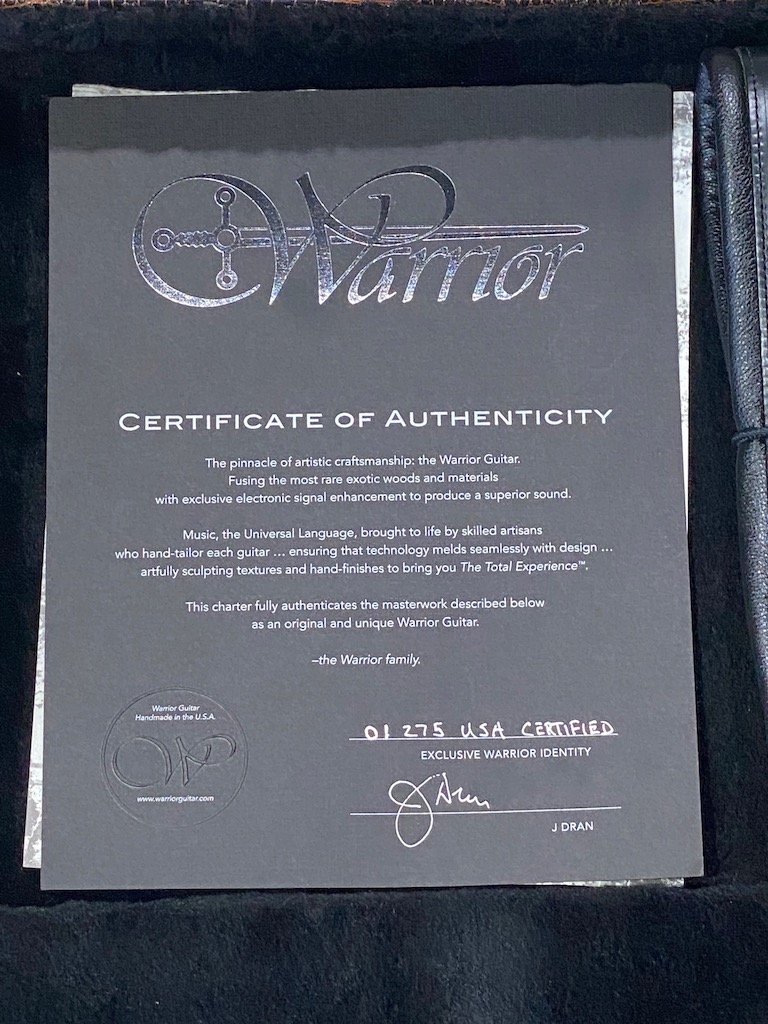 Warrior
CERTIFICATE OF AUTHENTICITY
The pinnacle of artistic craftsmanship: the Warrior Guitar.
Fusing the most rare exotic woods and materials
with exclusive electronic signal enhancement to produce a superior sound.
Music, the Universal Language, brought to life by skilled artisans
who hand-tailor each guitar ... ensuring that technology melds seamlessly with design ...
artfully sculpting textures and hand-finishes to bring you The Total Experience™.
This charter fully authenticates the masterwork described below
as an original and unique Warrior Guitar.
–the Warrior family.
Warrior Guitar
Handmade in the U.S.A.
W
www.warriorguitar.com
01 275 USA CERTIFIED
EXCLUSIVE WARRIOR IDENTITY
J Dran
J DRAN